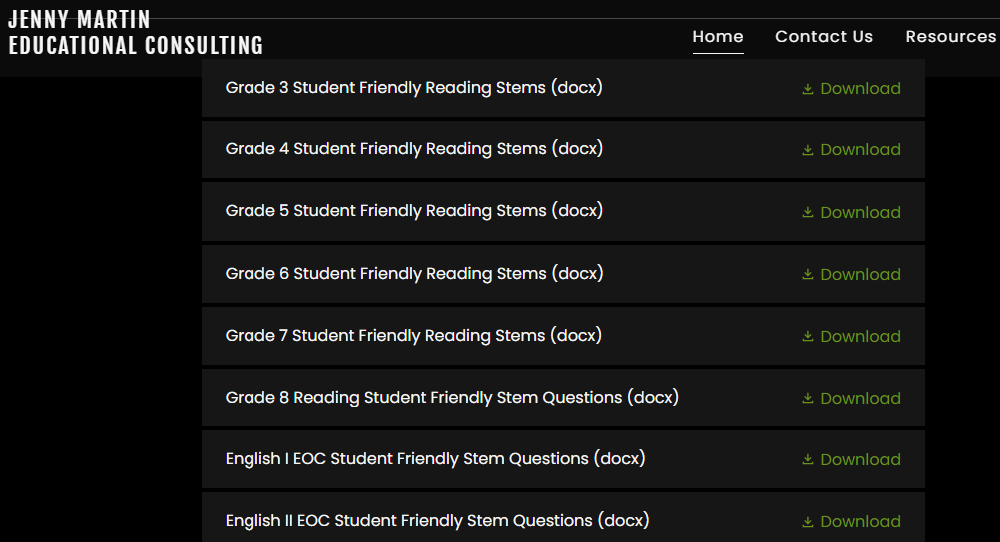 JENNY MARTIN
EDUCATIONAL CONSULTING
Home Contact Us Resources
Grade 3 Student Friendly Reading Stems (docx) Download
Grade 4 Student Friendly Reading Stems (docx) Download
Grade 5 Student Friendly Reading Stems (docx) Download
Grade 6 Student Friendly Reading Stems (docx) Download
Grade 7 Student Friendly Reading Stems (docx) Download
Grade 8 Reading Student Friendly Stem Questions (docx) Download
English I EOC Student Friendly Stem Questions (docx) Download
English II EOC Student Friendly Stem Questions (docx) Download